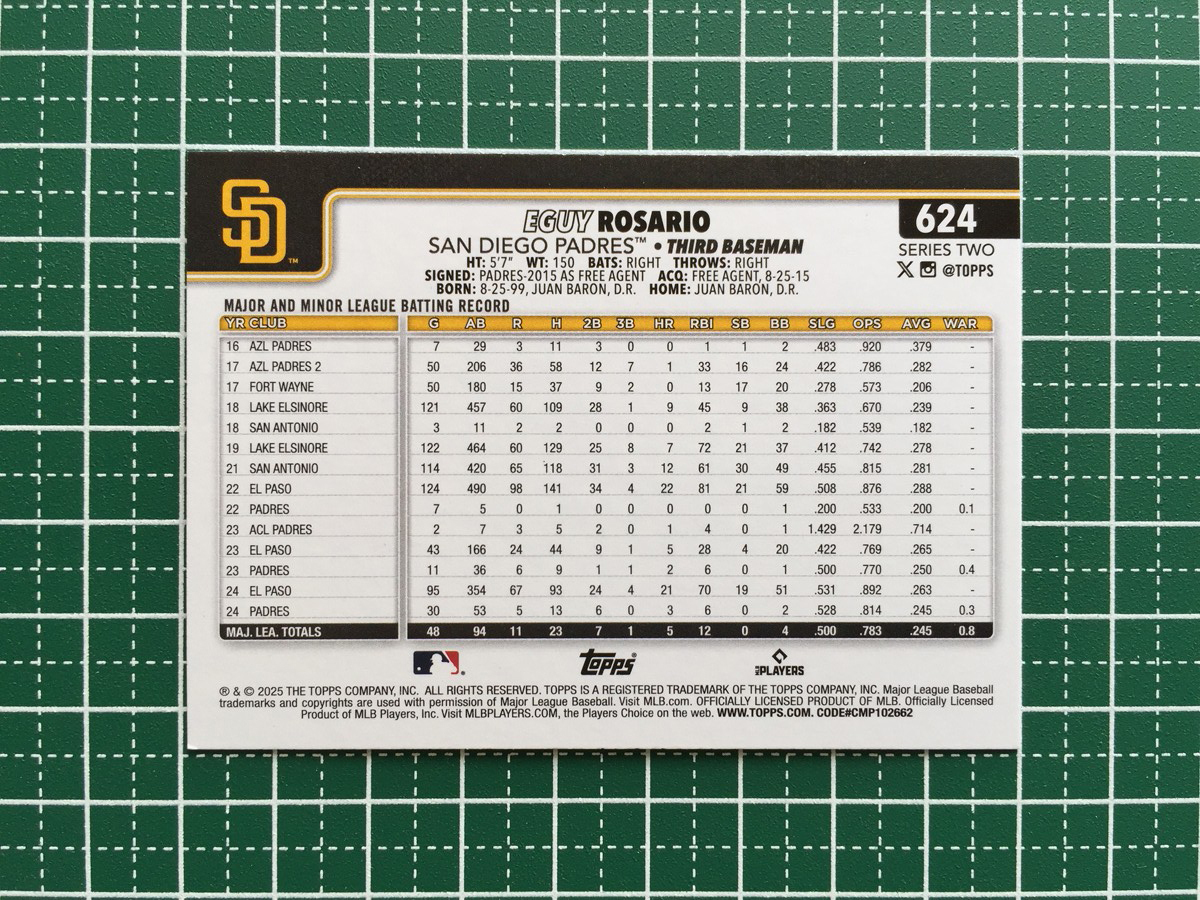 SD ™
EGUY ROSARIO
624
SAN DIEGO PADRES™ • THIRD BASEMAN
SERIES TWO
HT: 5'7" WT: 150 BATS: RIGHT THROWS: RIGHT
@TOPPS
SIGNED: PADRES-2015 AS FREE AGENT ACQ: FREE AGENT, 8-25-15
BORN: 8-25-99, JUAN BARON, D.R. HOME: JUAN BARON, D.R.
MAJOR AND MINOR LEAGUE BATTING RECORD
YR CLUB G AB R H 2B 3B HR RBI SB BB SLG OPS AVG WAR
16 AZL PADRES 7 29 3 11 3 0 0 1 1 2 .483 .920 .379 -
17 AZL PADRES 2 50 206 36 58 12 7 1 33 16 24 .422 .786 .282 -
17 FORT WAYNE 50 180 15 37 9 2 0 13 17 20 .278 .573 .206 -
18 LAKE ELSINORE 121 457 60 109 28 1 9 45 9 38 .363 .670 .239 -
18 SAN ANTONIO 3 11 2 2 0 0 0 2 1 2 .182 .539 .182 -
19 LAKE ELSINORE 122 464 60 129 25 8 7 72 21 37 .412 .742 .278 -
21 SAN ANTONIO 114 420 65 118 31 3 12 61 30 49 .455 .815 .281 -
22 EL PASO 124 490 98 141 34 4 22 81 21 59 .508 .876 .288 -
22 PADRES 7 5 0 1 0 0 0 0 0 1 .200 .533 .200 0.1
23 ACL PADRES 2 7 3 5 2 0 1 4 0 1 1.429 2.179 .714 -
23 EL PASO 43 166 24 44 9 1 5 28 4 20 .422 .769 .265 -
23 PADRES 11 36 6 9 1 1 2 6 0 1 .500 .770 .250 0.4
24 EL PASO 95 354 67 93 24 4 21 70 19 51 .531 .892 .263 -
24 PADRES 30 53 5 13 6 0 3 6 0 2 .528 .814 .245 0.3
MAJ. LEA. TOTALS 48 94 11 23 7 1 5 12 0 4 .500 .783 .245 0.8
Topps® MLB PLAYERS
® & © 2025 THE TOPPS COMPANY, INC. ALL RIGHTS RESERVED. TOPPS IS A REGISTERED TRADEMARK OF THE TOPPS COMPANY, INC. Major League Baseball
trademarks and copyrights are used with permission of Major League Baseball. Visit MLB.com. OFFICIALLY LICENSED PRODUCT OF MLB. Officially Licensed
Product of MLB Players, Inc. Visit MLBPLAYERS.COM, the Players Choice on the web. WWW.TOPPS.COM. CODE#CMP102662